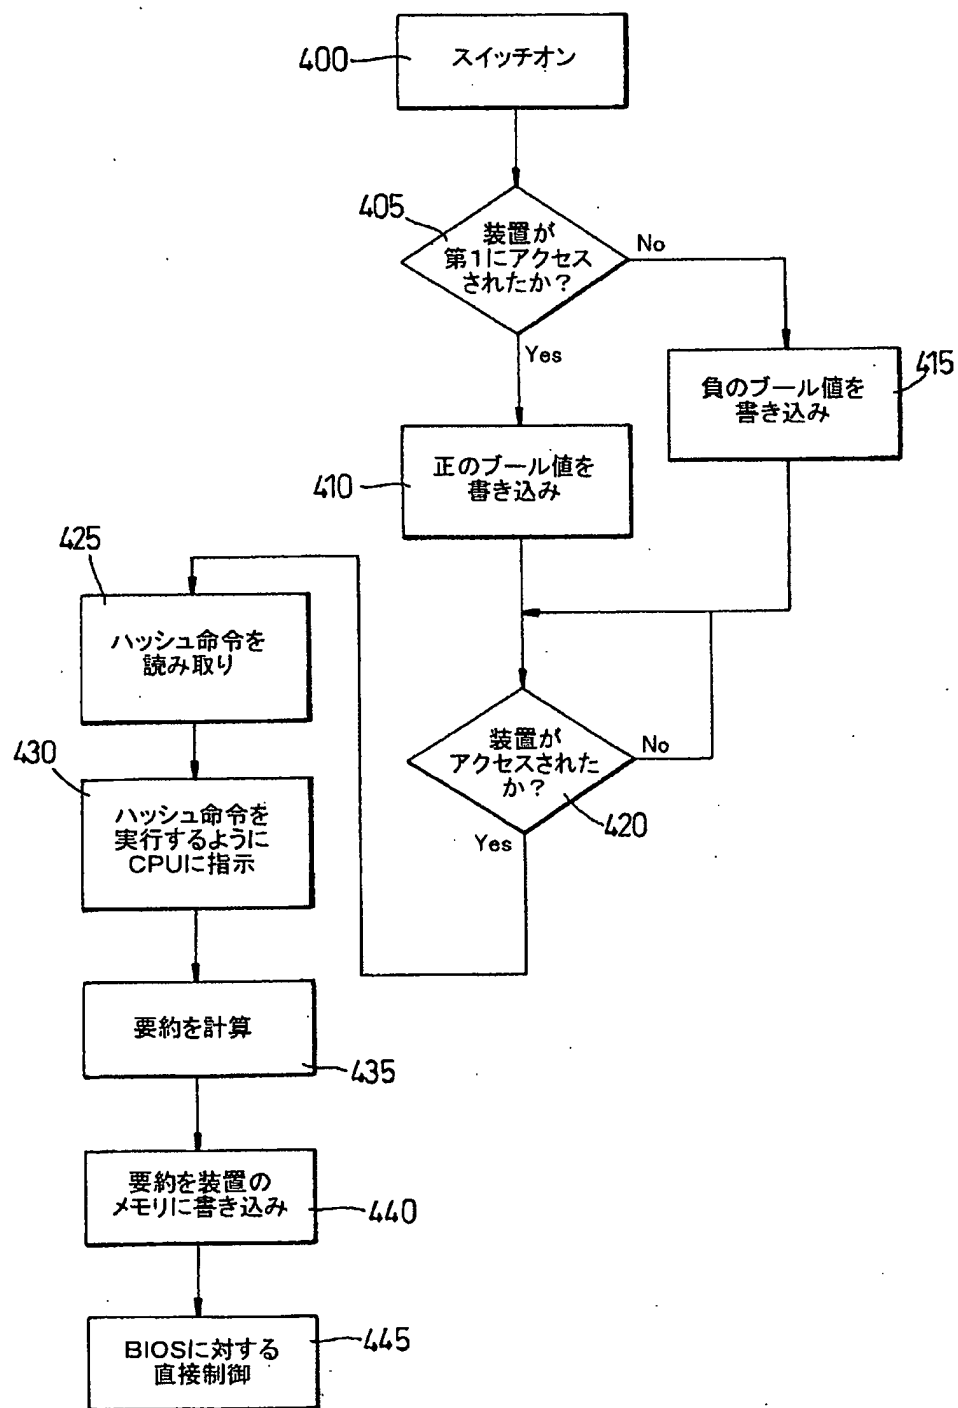 400
スイッチオン
405
装置が
第1にアクセス
されたか?
No
Yes
415
負のブール値を
書き込み
410
正のブール値を
書き込み
425
ハッシュ命令を
読み取り
装置が
アクセスされた
か?
No
420
Yes
430
ハッシュ命令を
実行するように
CPUに指示
要約を計算
435
要約を装置の
メモリに書き込み
440
BIOSに対する
直接制御
445